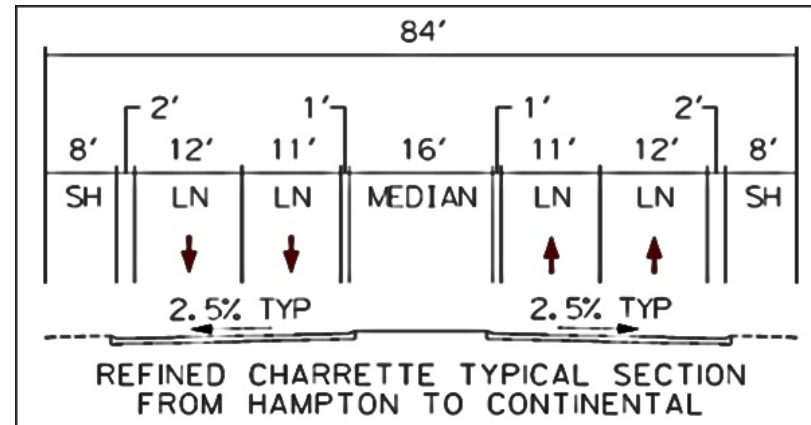 84'
2' 1' 1' 2'
8' 12' 11' 16' 11' 12' 8'
SH LN LN MEDIAN LN LN SH
2.5% TYP 2.5% TYP
REFINED CHARRETTE TYPICAL SECTION
FROM HAMPTON TO CONTINENTAL